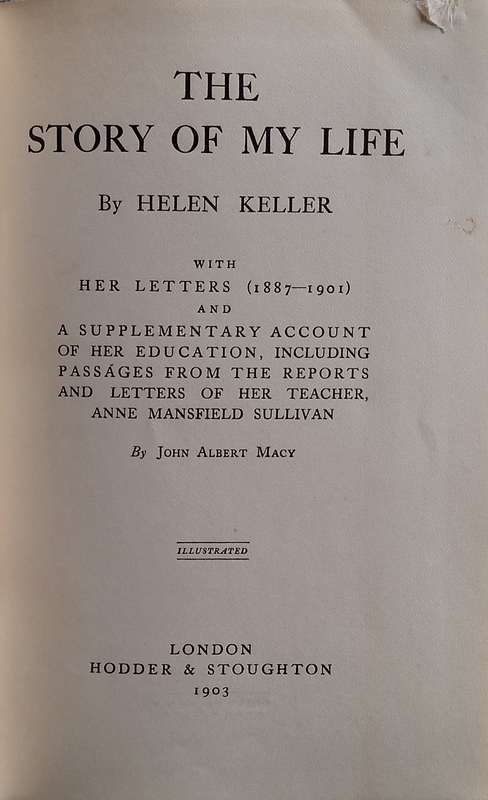 THE
STORY OF MY LIFE
By HELEN KELLER
WITH
HER LETTERS (1887—1901)
AND
A SUPPLEMENTARY ACCOUNT
OF HER EDUCATION, INCLUDING
PASSAGES FROM THE REPORTS
AND LETTERS OF HER TEACHER,
ANNE MANSFIELD SULLIVAN
By JOHN ALBERT MACY
ILLUSTRATED
LONDON
HODDER & STOUGHTON
1903